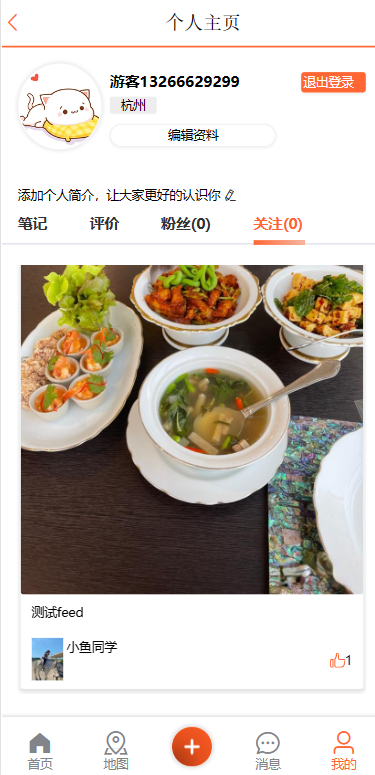 个人主页
游客13266629299
退出登录
杭州
编辑资料
添加个人简介，让大家更好的认识你
笔记 评价 粉丝(0) 关注(0)
测试feed
小鱼同学
1
首页 地图 消息 我的